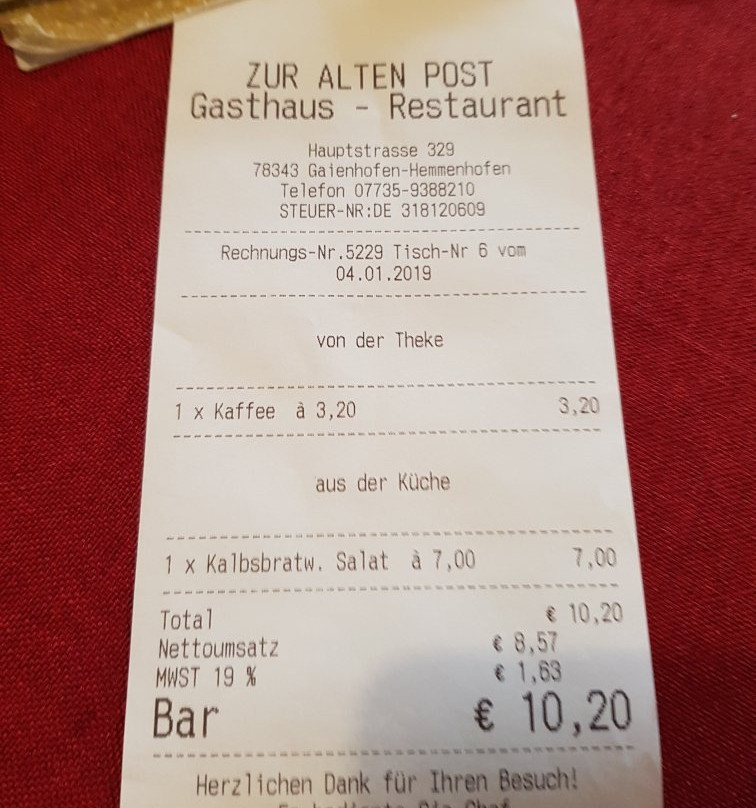 ZUR ALTEN POST
Gasthaus - Restaurant
Hauptstrasse 329
78343 Gaienhofen-Hemmenhofen
Telefon 07735-9388210
STEUER-NR:DE 318120609
Rechnungs-Nr.5229 Tisch-Nr 6 vom
04.01.2019
von der Theke
1 x Kaffee à 3,20 3,20
aus der Küche
1 x Kalbsbratw. Salat à 7,00 7,00
Total € 10,20
Nettoumsatz € 8,57
MWST 19 % € 1,63
Bar € 10,20
Herzlichen Dank für Ihren Besuch!